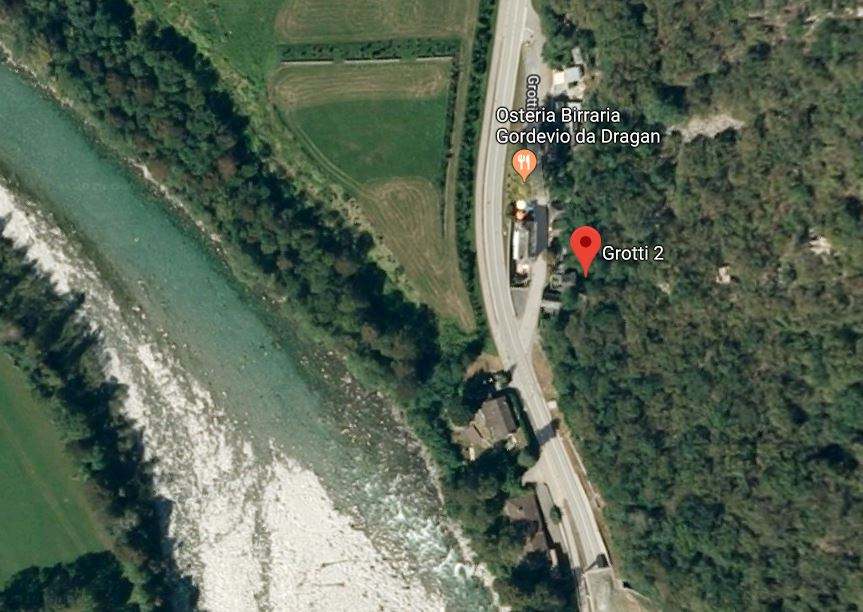 Grotti
Osteria Birraria
Gordevio da Dragan
Grotti 2